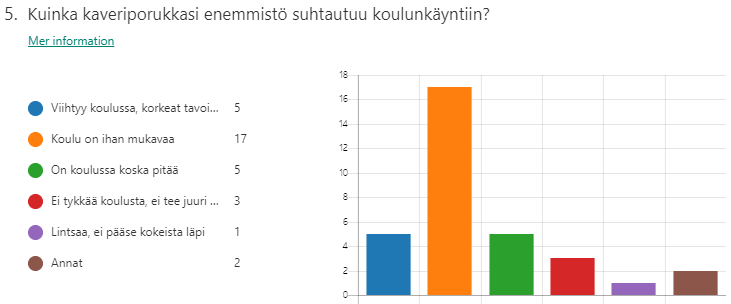 5. Kuinka kaveriporukkasi enemmistö suhtautuu koulunkäyntiin?
Mer information
Viihtyy koulussa, korkeat tavoi... 5
Koulu on ihan mukavaa 17
On koulussa koska pitää 5
Ei tykkää koulusta, ei tee juuri ... 3
Lintsaa, ei pääse kokeista läpi 1
Annat 2
18
16
14
12
10
8
6
4
2
0